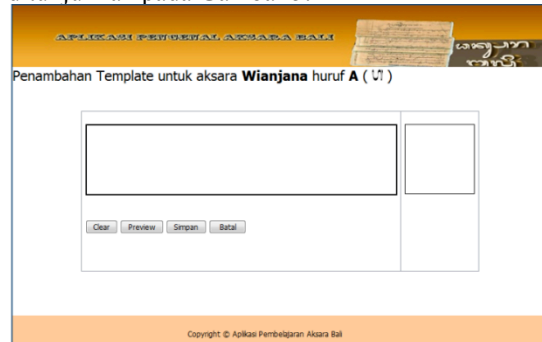 APLIKASI PENGENAL AKSARA BALI
Penambahan Template untuk aksara Wianjana huruf A ( )
Clear Preview Simpan Batal
Copyright © Aplikasi Pembelajaran Aksara Bali